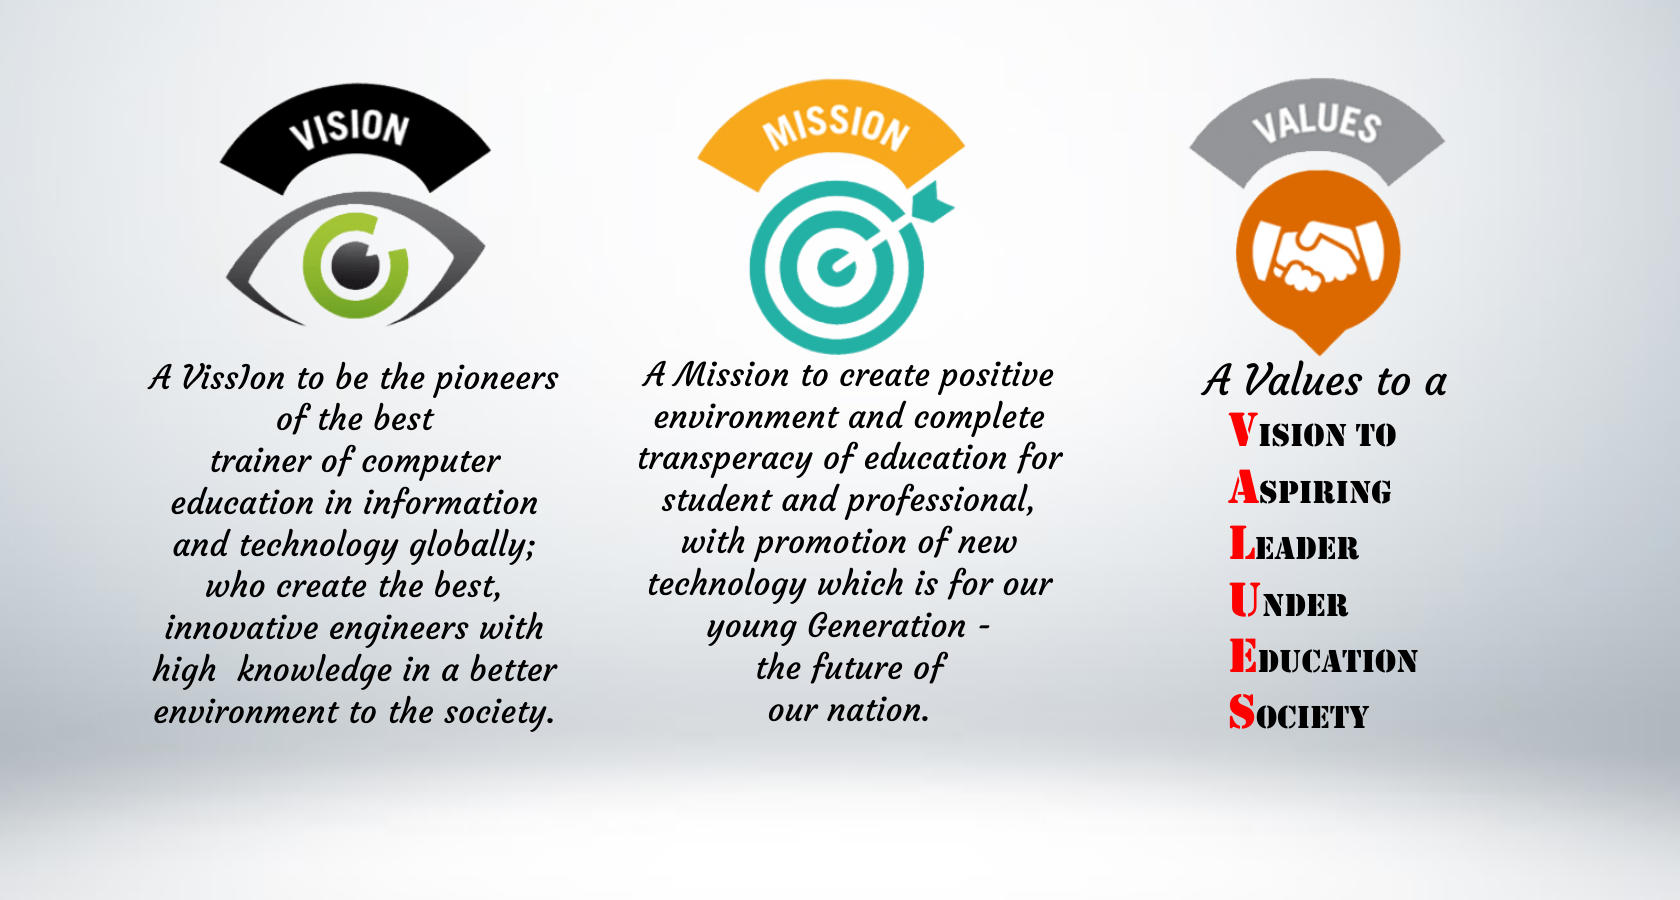 VISION
A VissIon to be the pioneers
of the best
trainer of computer
education in information
and technology globally;
who create the best,
innovative engineers with
high knowledge in a better
environment to the society.
MISSION
A Mission to create positive
environment and complete
transperacy of education for
student and professional,
with promotion of new
technology which is for our
young Generation -
the future of
our nation.
VALUES
A Values to a
VISION TO
ASPIRING
LEADER
UNDER
EDUCATION
SOCIETY